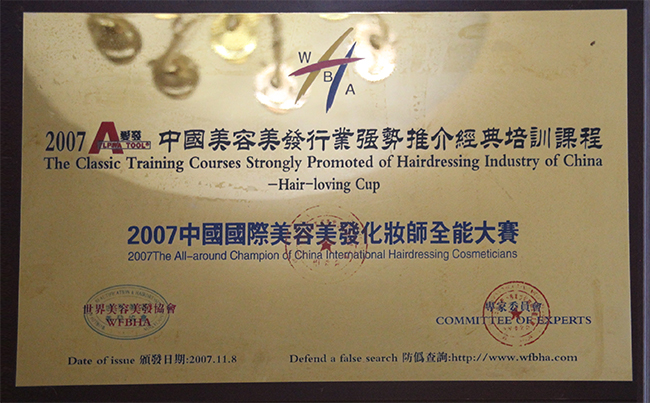 WBA
2007 愛發 ALPHA TOOL® 中國美容美發行業强勢推介經典培訓課程
The Classic Training Courses Strongly Promoted of Hairdressing Industry of China
-Hair-loving Cup
2007中國國際美容美發化妝師全能大賽
2007The All-around Champion of China International Hairdressing Cosmeticians
世界美容美發協會
WFBHA
專家委員會
COMMITTEE OF EXPERTS
Date of issue 頒發日期:2007.11.8
Defend a false search 防僞查詢:http://www.wfbha.com